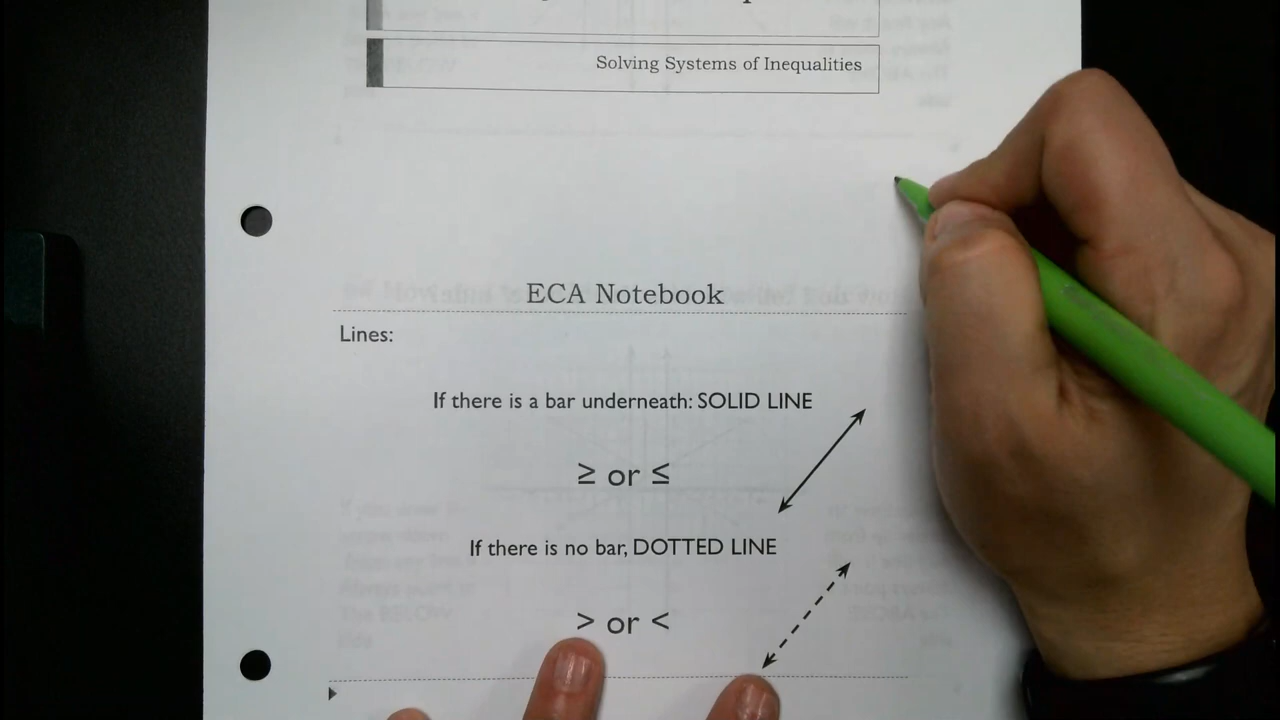 Solving Systems of Inequalities
ECA Notebook
Lines:
If there is a bar underneath: SOLID LINE
≥ or ≤
If there is no bar, DOTTED LINE
> or <